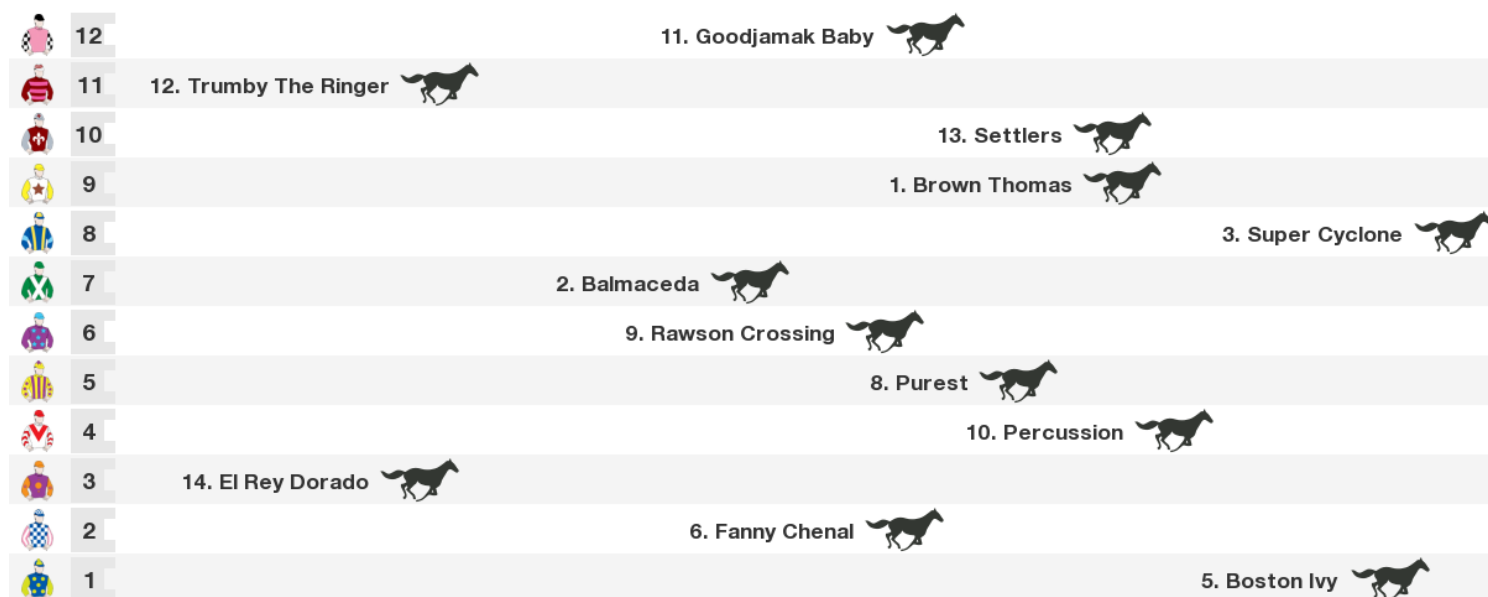 12 11. Goodjamak Baby
11 12. Trumby The Ringer
10 13. Settlers
9 1. Brown Thomas
8 3. Super Cyclone
7 2. Balmaceda
6 9. Rawson Crossing
5 8. Purest
4 10. Percussion
3 14. El Rey Dorado
2 6. Fanny Chenal
1 5. Boston Ivy